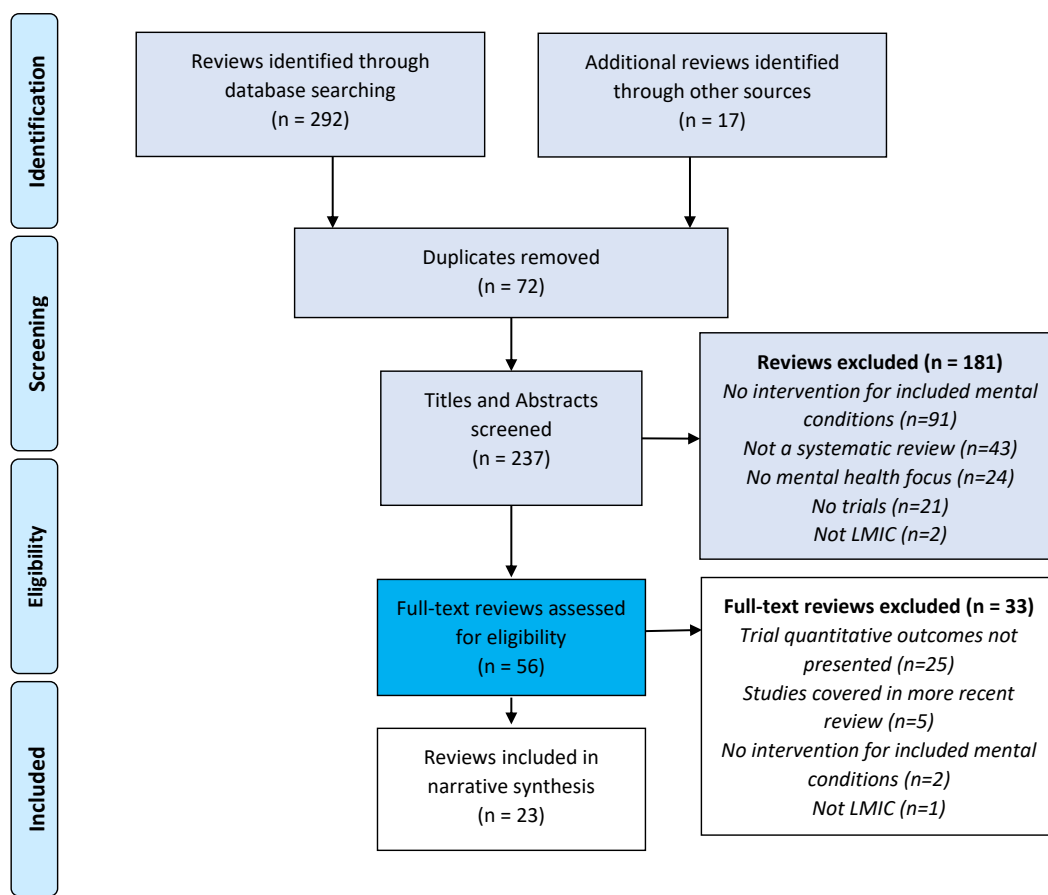 Identification
Reviews identified through
database searching
(n = 292)
Additional reviews identified
through other sources
(n = 17)
Screening
Duplicates removed
(n = 72)
Titles and Abstracts
screened
(n = 237)
Reviews excluded (n = 181)
No intervention for included mental
conditions (n=91)
Not a systematic review (n=43)
No mental health focus (n=24)
No trials (n=21)
Not LMIC (n=2)
Eligibility
Full-text reviews assessed
for eligibility
(n = 56)
Full-text reviews excluded (n = 33)
Trial quantitative outcomes not
presented (n=25)
Studies covered in more recent
review (n=5)
No intervention for included mental
conditions (n=2)
Not LMIC (n=1)
Included
Reviews included in
narrative synthesis
(n = 23)